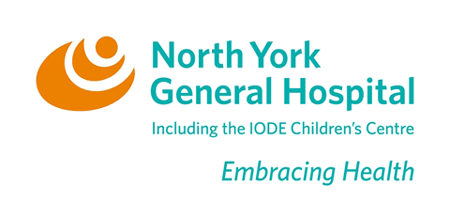 North York
General Hospital
Including the IODE Children's Centre
Embracing Health